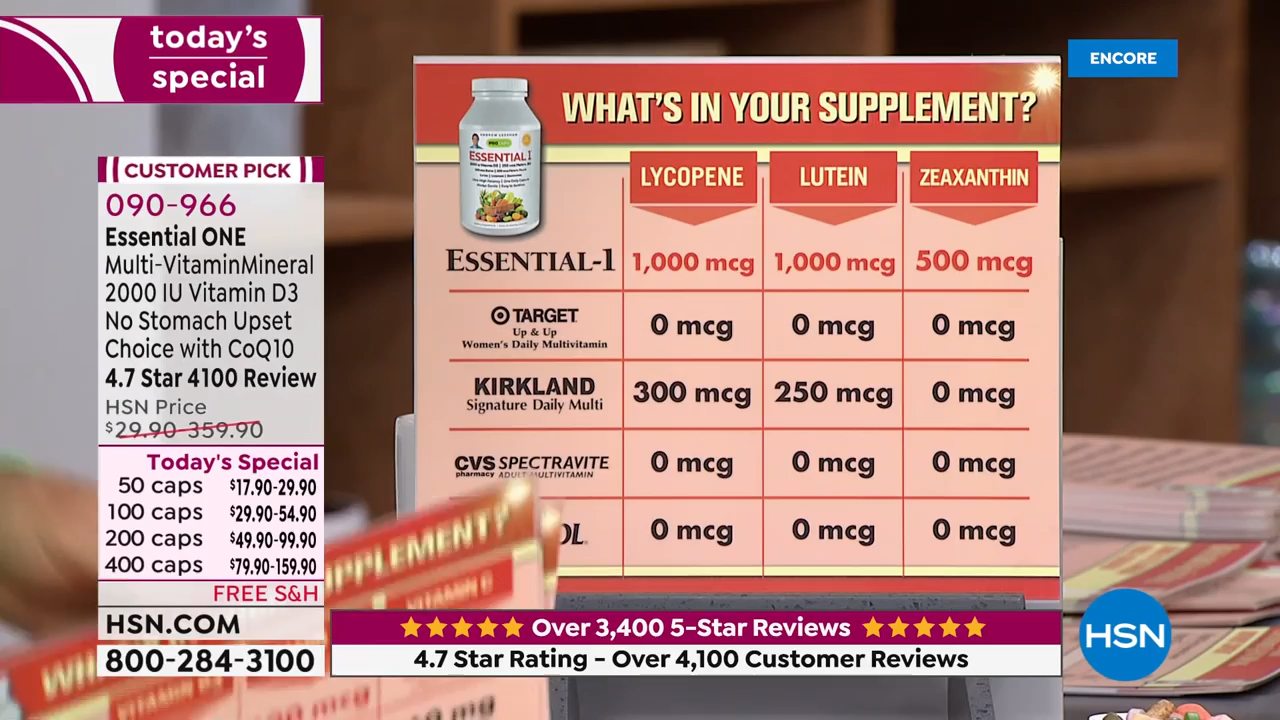 today's
special
ENCORE
CUSTOMER PICK
090-966
Essential ONE
Multi-VitaminMineral
2000 IU Vitamin D3
No Stomach Upset
Choice with CoQ10
4.7 Star 4100 Review
HSN Price
$29.90-359.90
Today's Special
50 caps $17.90-29.90
100 caps $29.90-54.90
200 caps $49.90-99.90
400 caps $79.90-159.90
FREE S&H
HSN.COM
800-284-3100
WHAT'S IN YOUR SUPPLEMENT?
ESSENTIAL 1
LYCOPENE LUTEIN ZEAXANTHIN
ESSENTIAL-1 1,000 mcg 1,000 mcg 500 mcg
TARGET
Up & Up
Women's Daily Multivitamin
0 mcg 0 mcg 0 mcg
KIRKLAND
Signature Daily Multi
300 mcg 250 mcg 0 mcg
CVS pharmacy SPECTRAVITE
ADULT MULTIVITAMIN
0 mcg 0 mcg 0 mcg
OL 0 mcg 0 mcg 0 mcg
SUPPLEMENT?
Over 3,400 5-Star Reviews
4.7 Star Rating - Over 4,100 Customer Reviews
HSN